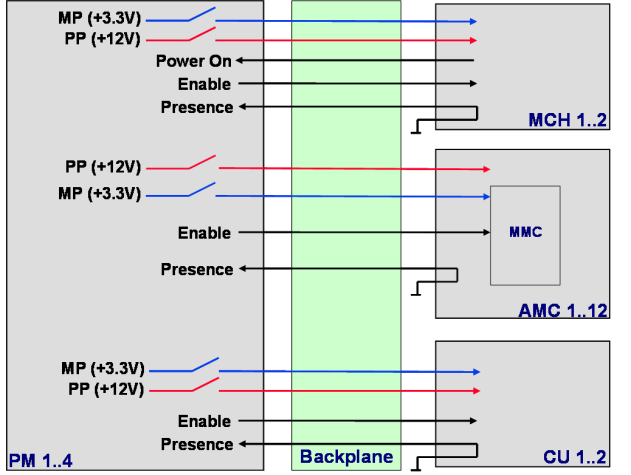 MP (+3.3V)
PP (+12V)
Power On
Enable
Presence
MCH 1..2
PP (+12V)
MP (+3.3V)
MMC
Enable
Presence
AMC 1..12
MP (+3.3V)
PP (+12V)
Enable
Presence
PM 1..4
Backplane
CU 1..2